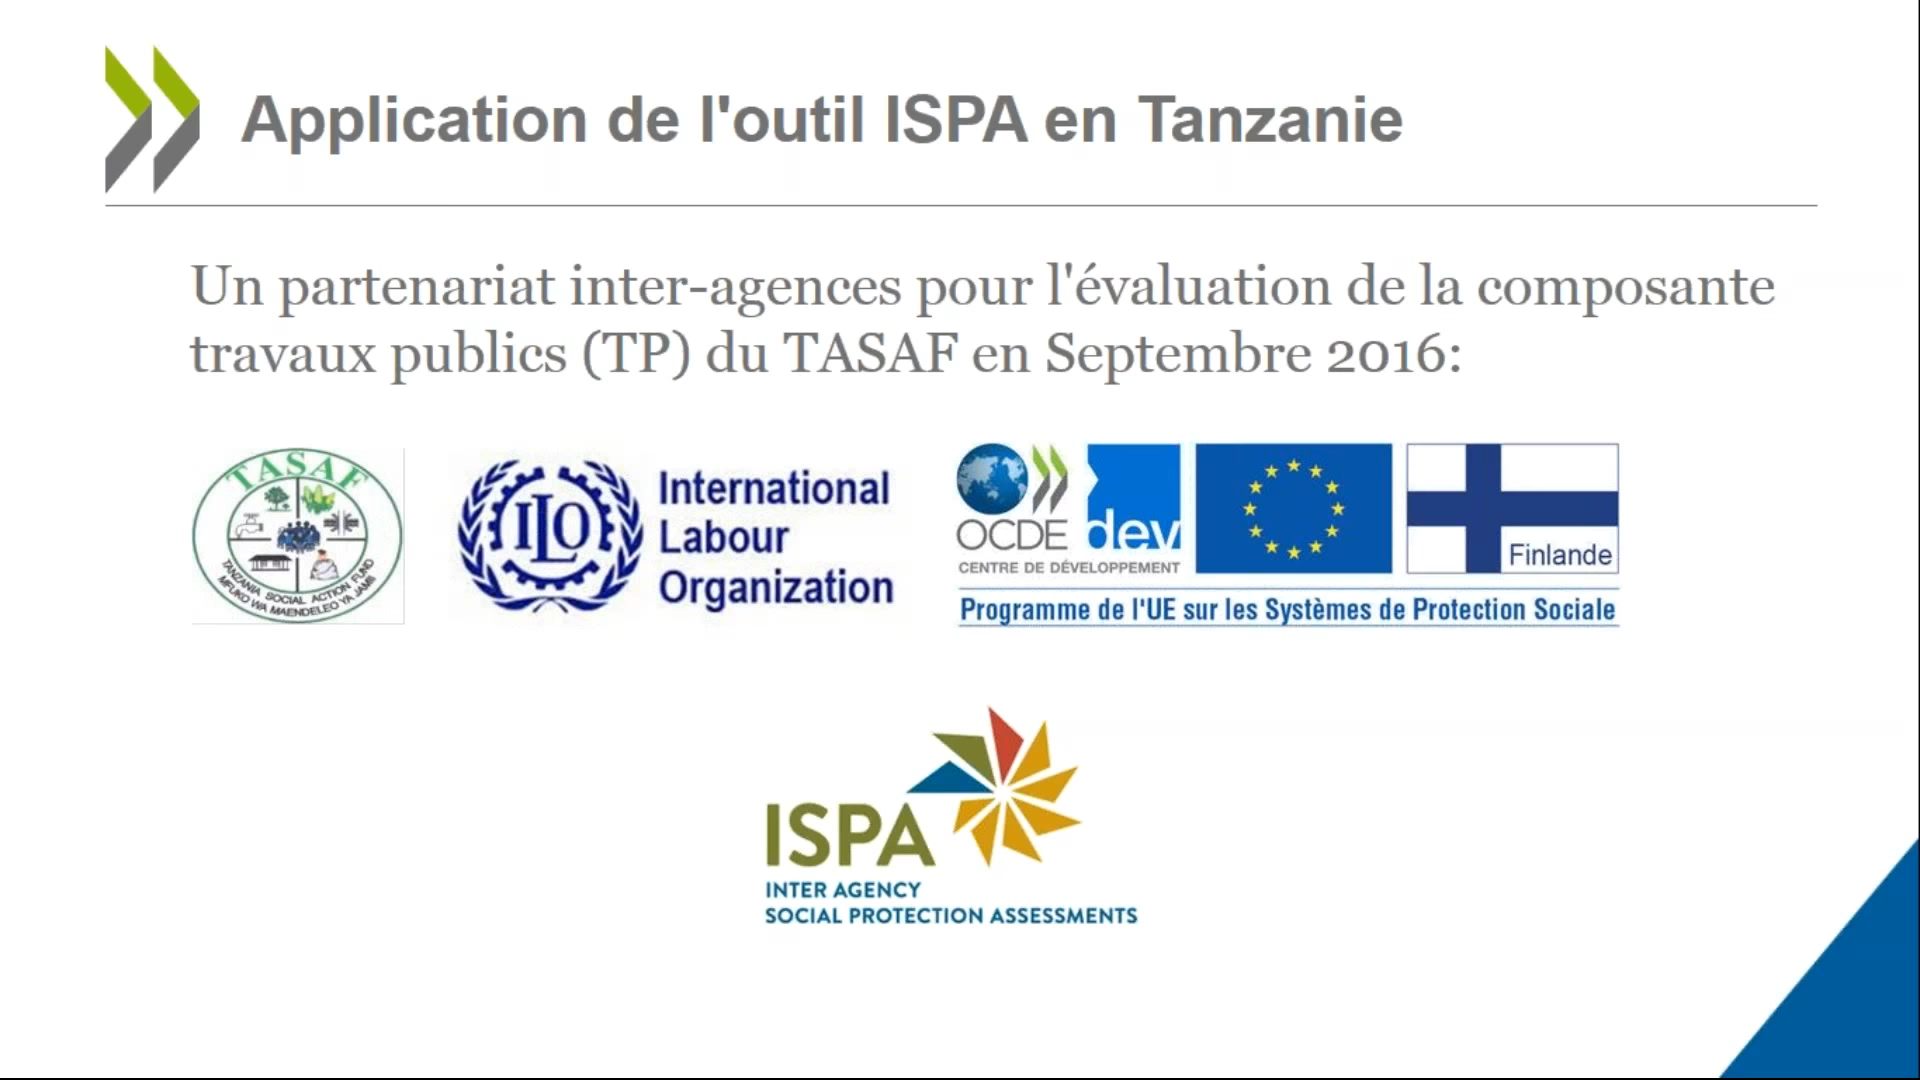 Application de l'outil ISPA en Tanzanie
Un partenariat inter-agences pour l'évaluation de la composante
travaux publics (TP) du TASAF en Septembre 2016:
TASAF
TANZANIA SOCIAL ACTION FUND
MFUKO WA MAENDELEO YA JAMII
ILO
International
Labour
Organization
OCDE
dev
CENTRE DE DÉVELOPPEMENT
Finlande
Programme de l'UE sur les Systèmes de Protection Sociale
ISPA
INTER AGENCY
SOCIAL PROTECTION ASSESSMENTS